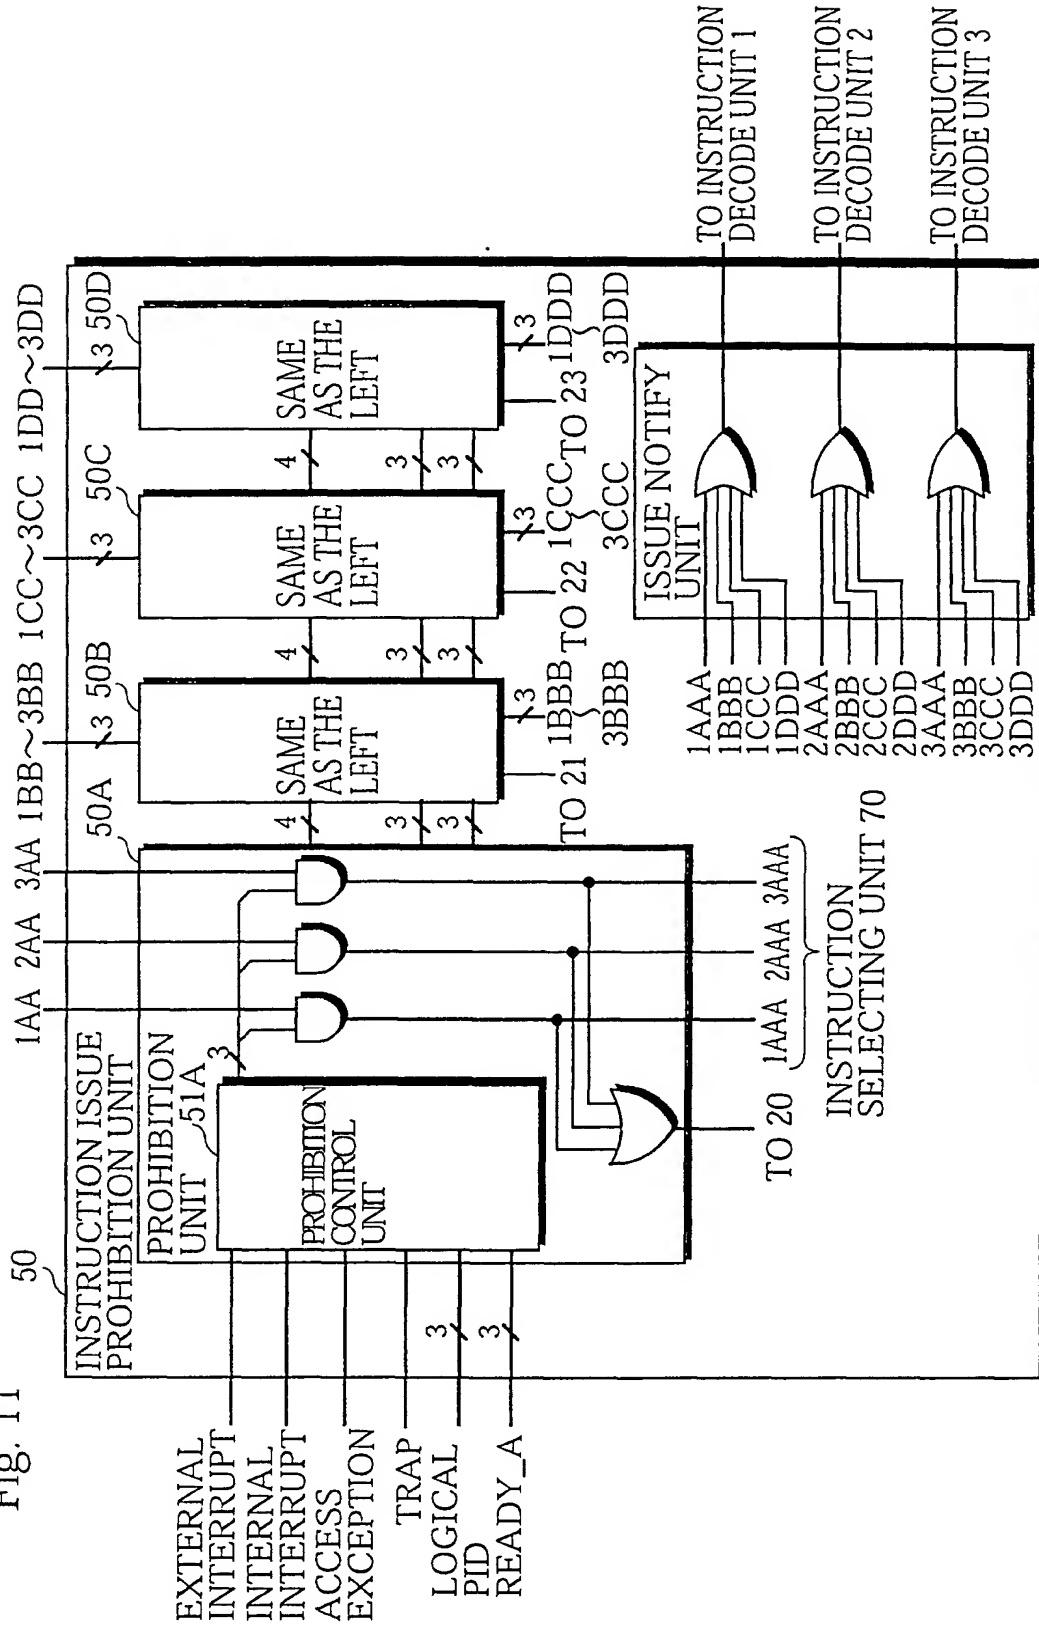 Fig. 11
50
INSTRUCTION ISSUE
PROHIBITION UNIT
1AA
2AA
3AA
1BB~3BB
1CC~3CC
1DD~3DD
50A
50B
50C
50D
3
3
3
PROHIBITION
UNIT
51A
3
PROHIBITION
CONTROL
UNIT
EXTERNAL
INTERRUPT
INTERNAL
INTERRUPT
ACCESS
EXCEPTION
TRAP
LOGICAL
PID
READY_A
3
3
4
3
3
SAME
AS THE
LEFT
4
3
3
SAME
AS THE
LEFT
4
3
3
SAME
AS THE
LEFT
TO 20
1AAA
2AAA
3AAA
INSTRUCTION
SELECTING UNIT 70
TO 21
3
1BBB
~
3BBB
TO 22
3
1CCC
~
3CCC
TO 23
3
1DDD
~
3DDD
ISSUE NOTIFY
UNIT
1AAA
1BBB
1CCC
1DDD
2AAA
2BBB
2CCC
2DDD
3AAA
3BBB
3CCC
3DDD
TO INSTRUCTION
DECODE UNIT 1
TO INSTRUCTION
DECODE UNIT 2
TO INSTRUCTION
DECODE UNIT 3